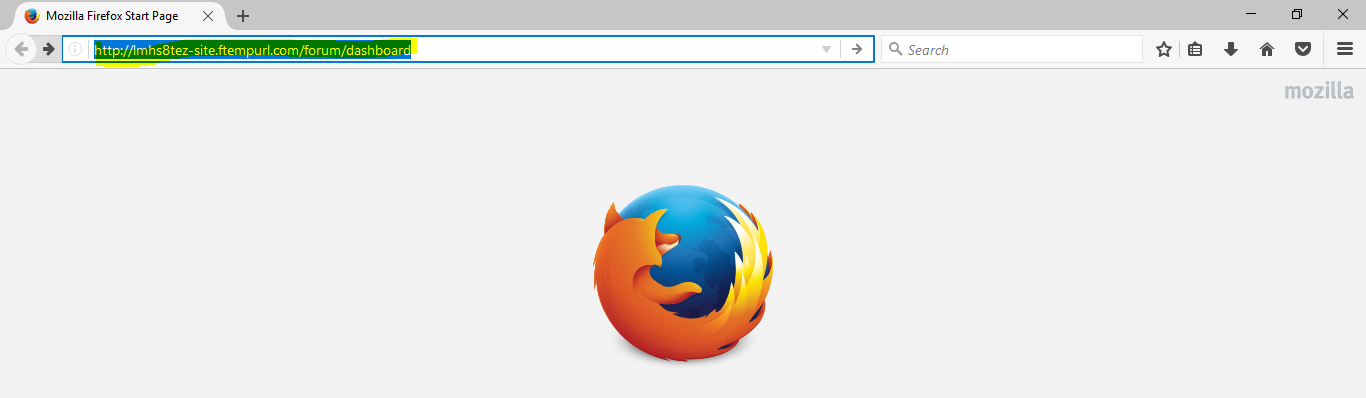 Mozilla Firefox Start Page
http://lmhs8tez-site.ftempurl.com/forum/dashboard
Search
mozilla